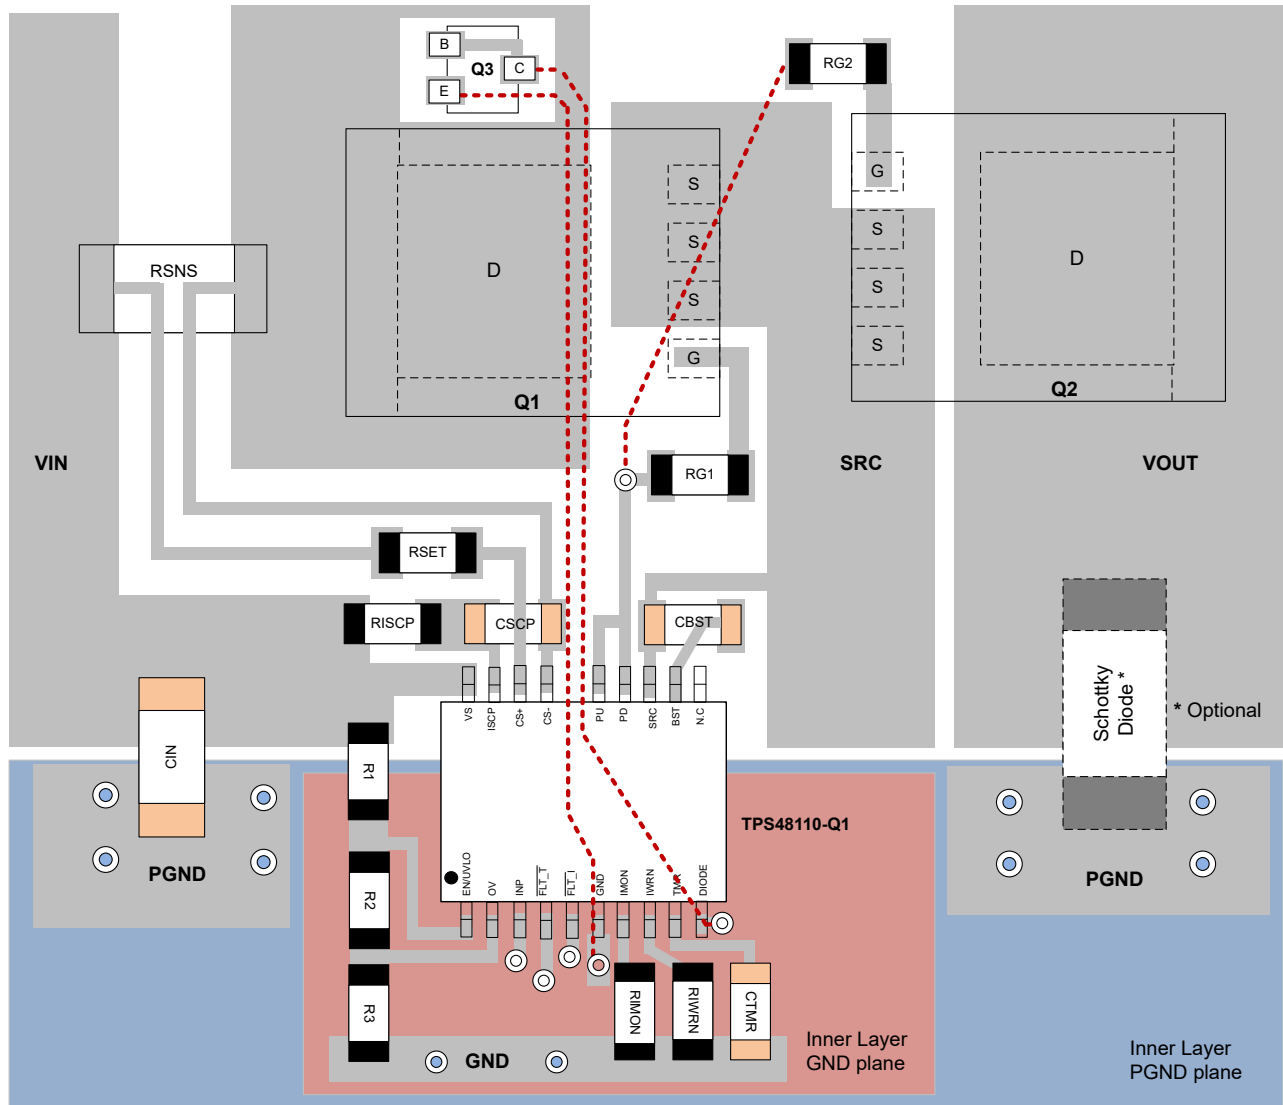 B
Q3
C
E
RG2
G
S
S
S
S
S
S
G
D
D
RSNS
Q1
Q2
VIN
RG1
SRC
VOUT
RSET
RISCP
CSCP
CBST
VS
ISCP
CS+
CS-
PU
PD
SRC
BST
N.C
Schottky
Diode *
* Optional
CIN
R1
TPS48110-Q1
PGND
R2
EN/UVLO
OV
INP
FLT_T
FLT_I
GND
IMON
IWRN
TMR
DIODE
PGND
R3
RIMON
RIWRN
CTMR
GND
Inner Layer
GND plane
Inner Layer
PGND plane